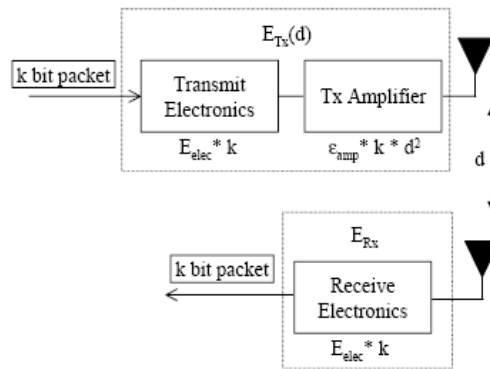 E_Tx(d)
k bit packet
Transmit
Electronics
Tx Amplifier
E_elec* k
ε_amp* k * d²
d
E_Rx
k bit packet
Receive
Electronics
E_elec* k